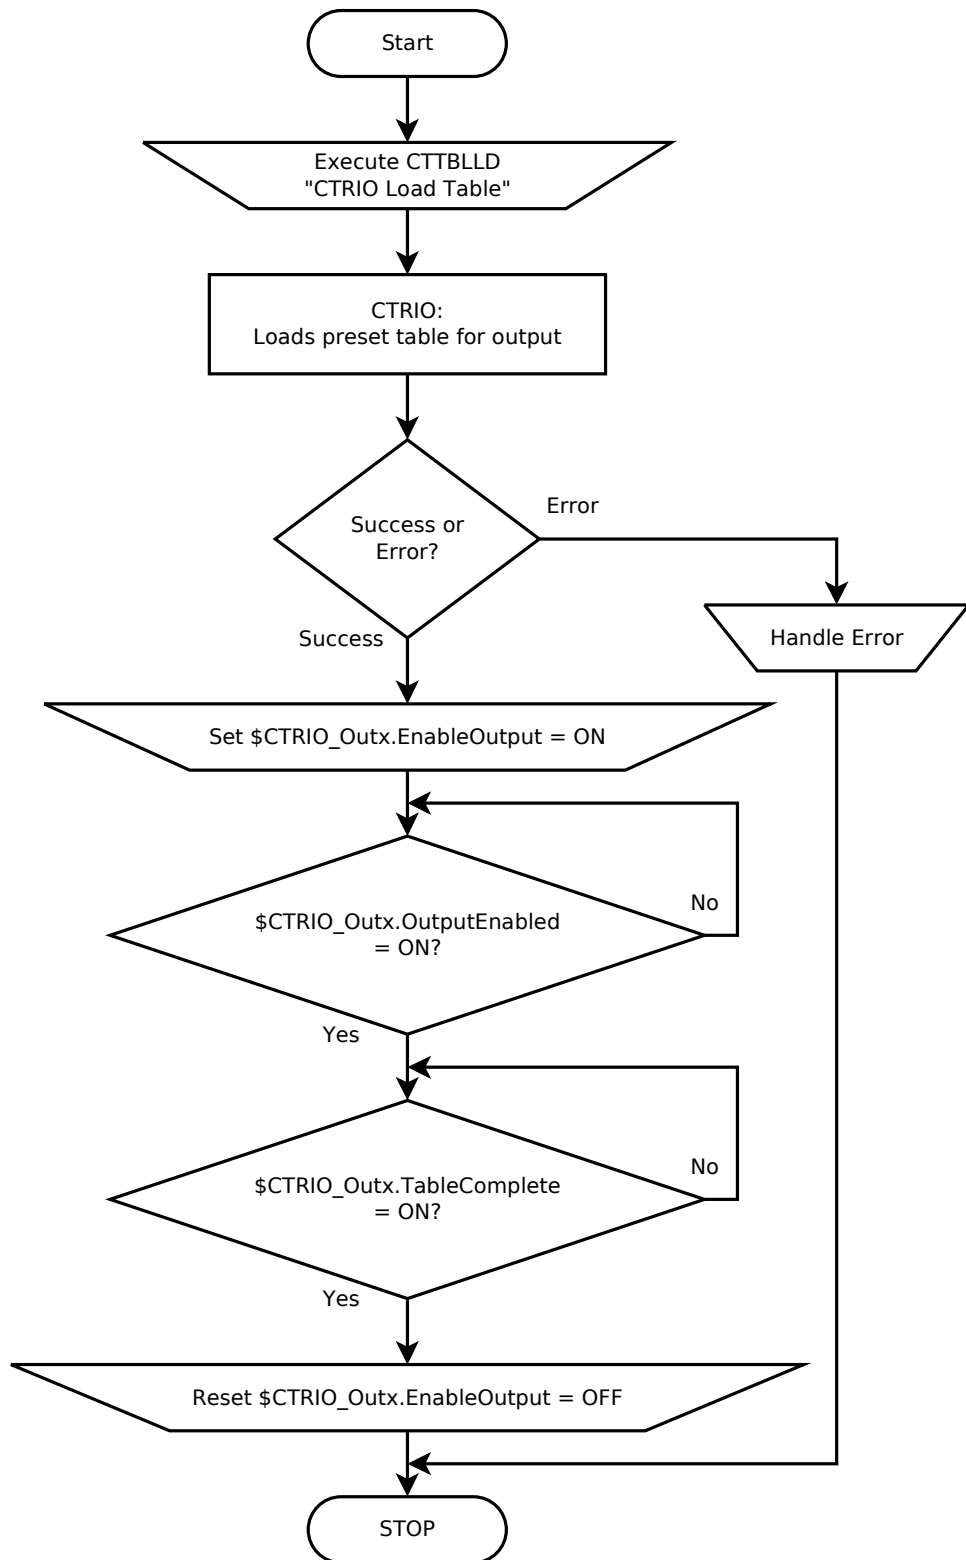 Start
Execute CTTBLLD
"CTRIO Load Table"
CTRIO:
Loads preset table for output
Success or
Error?
Error
Success
Handle Error
Set $CTRIO_Outx.EnableOutput = ON
$CTRIO_Outx.OutputEnabled
= ON?
No
Yes
$CTRIO_Outx.TableComplete
= ON?
No
Yes
Reset $CTRIO_Outx.EnableOutput = OFF
STOP